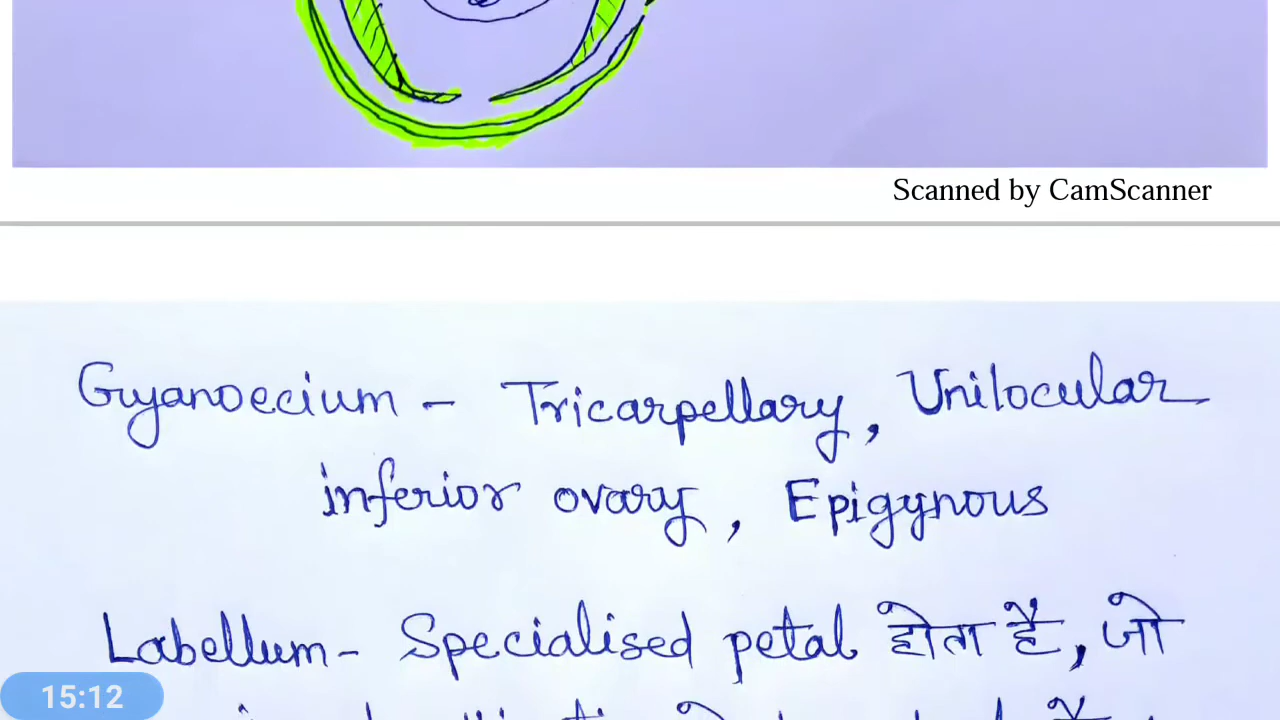 Scanned by CamScanner
Gyanoecium - Tricarpellary, Unilocular
inferior ovary, Epigynous
Labellum - Specialised petal होता है, जो
15:12